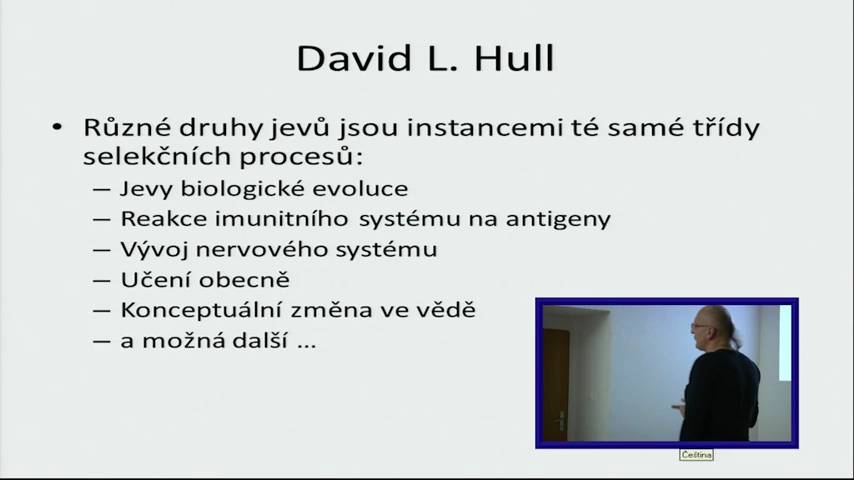 David L. Hull
• Různé druhy jevů jsou instancemi té samé třídy
selekčních procesů:
– Jevy biologické evoluce
– Reakce imunitního systému na antigeny
– Vývoj nervového systému
– Učení obecně
– Konceptuální změna ve vědě
– a možná další ...
Čeština